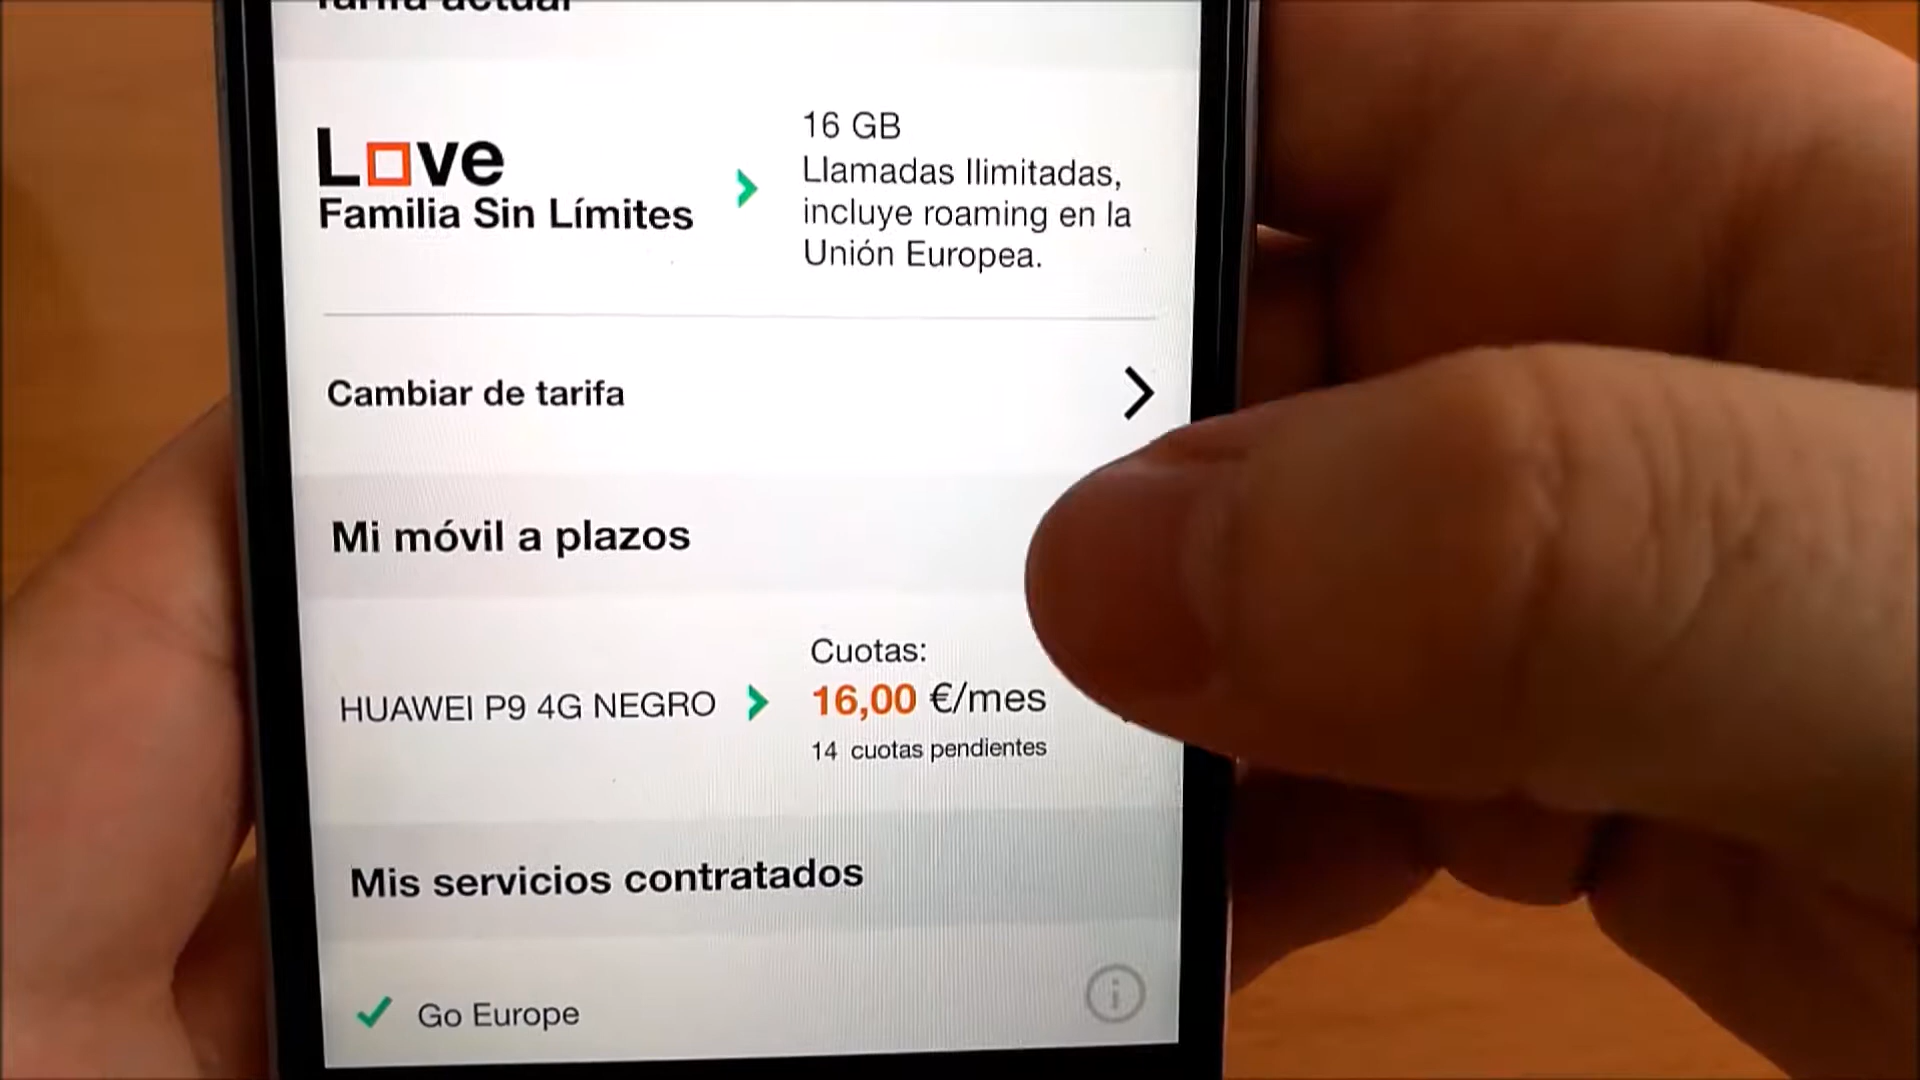 Tarifa actual
Love
Familia Sin Límites
16 GB
Llamadas Ilimitadas,
incluye roaming en la
Unión Europea.
Cambiar de tarifa
Mi móvil a plazos
HUAWEI P9 4G NEGRO
Cuotas:
16,00 €/mes
14 cuotas pendientes
Mis servicios contratados
Go Europe